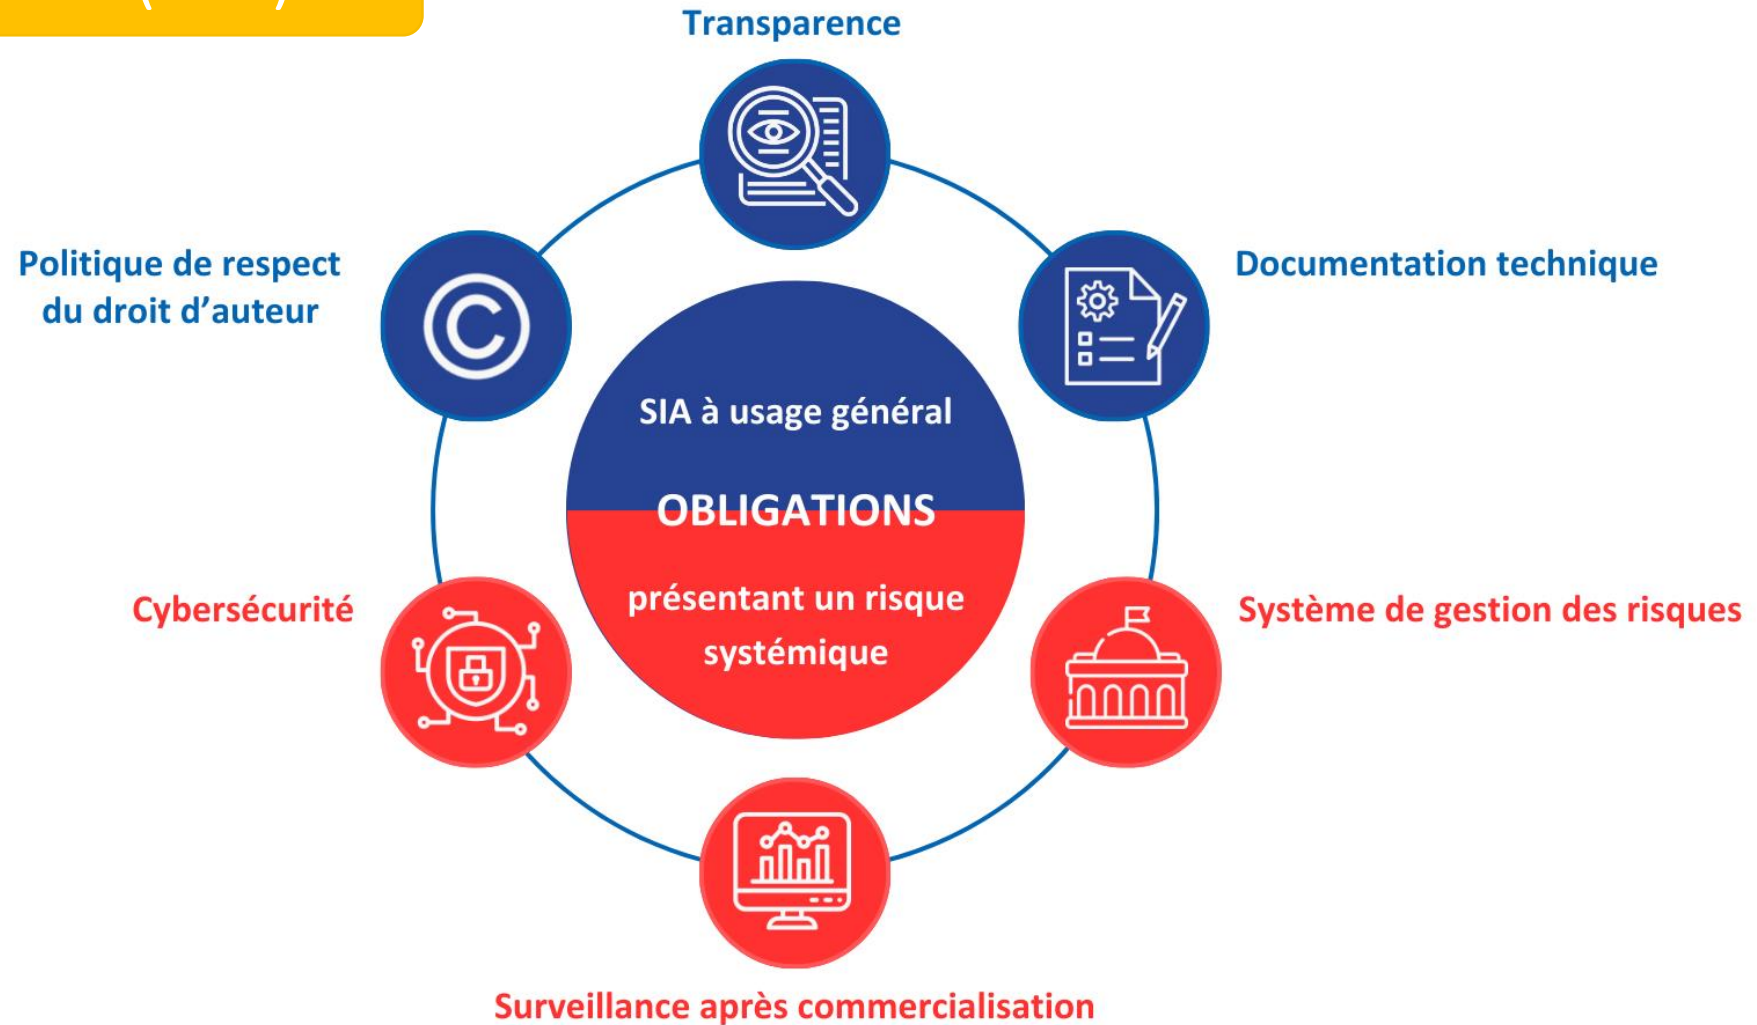 Transparence
Politique de respect
du droit d’auteur
Documentation technique
SIA à usage général
OBLIGATIONS
présentant un risque
systémique
Cybersécurité
Système de gestion des risques
Surveillance après commercialisation